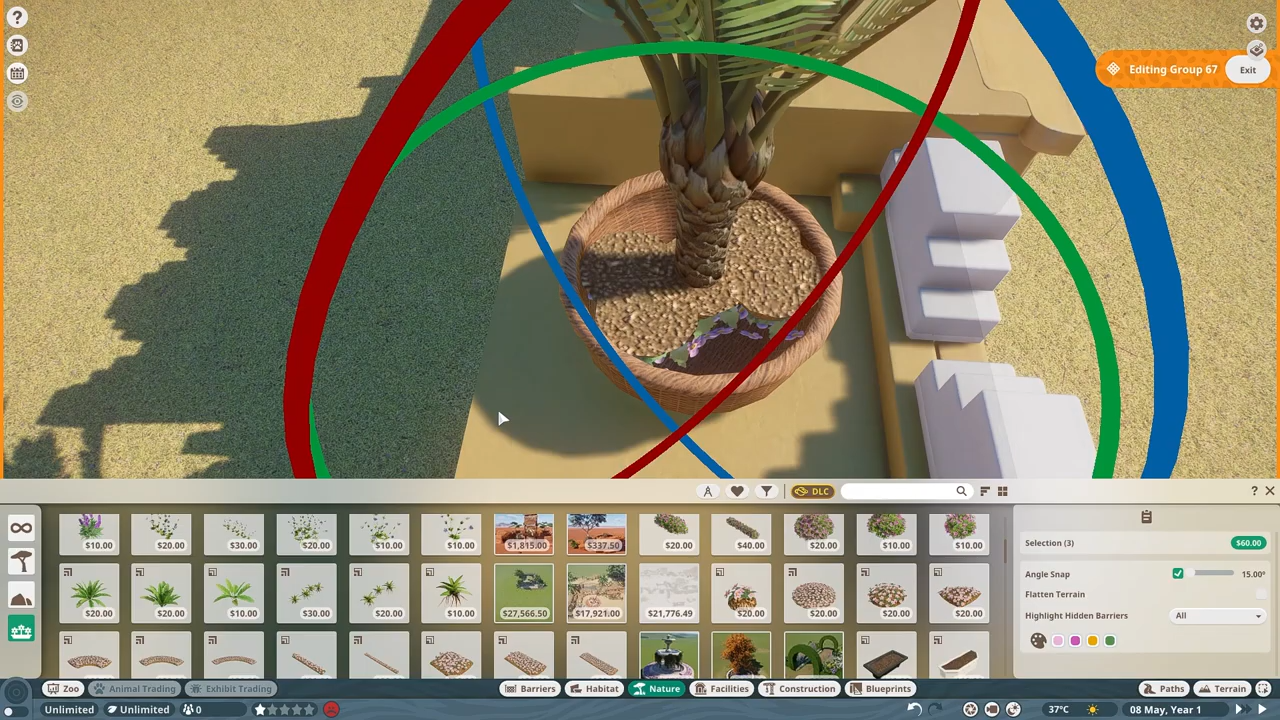 ?
Editing Group 67
Exit
DLC
? ×
$10.00 $20.00 $30.00 $20.00 $10.00 $10.00 $1,815.00 $337.50 $20.00 $40.00 $20.00 $10.00 $10.00
$20.00 $20.00 $10.00 $30.00 $20.00 $10.00 $27,566.50 $17,921.00 $21,776.49 $20.00 $20.00 $20.00 $20.00
Selection (3) $60.00
Angle Snap 15.00°
Flatten Terrain
Highlight Hidden Barriers All
Zoo Animal Trading Exhibit Trading Barriers Habitat Nature Facilities Construction Blueprints Paths Terrain
Unlimited Unlimited 0 37°C 08 May, Year 1